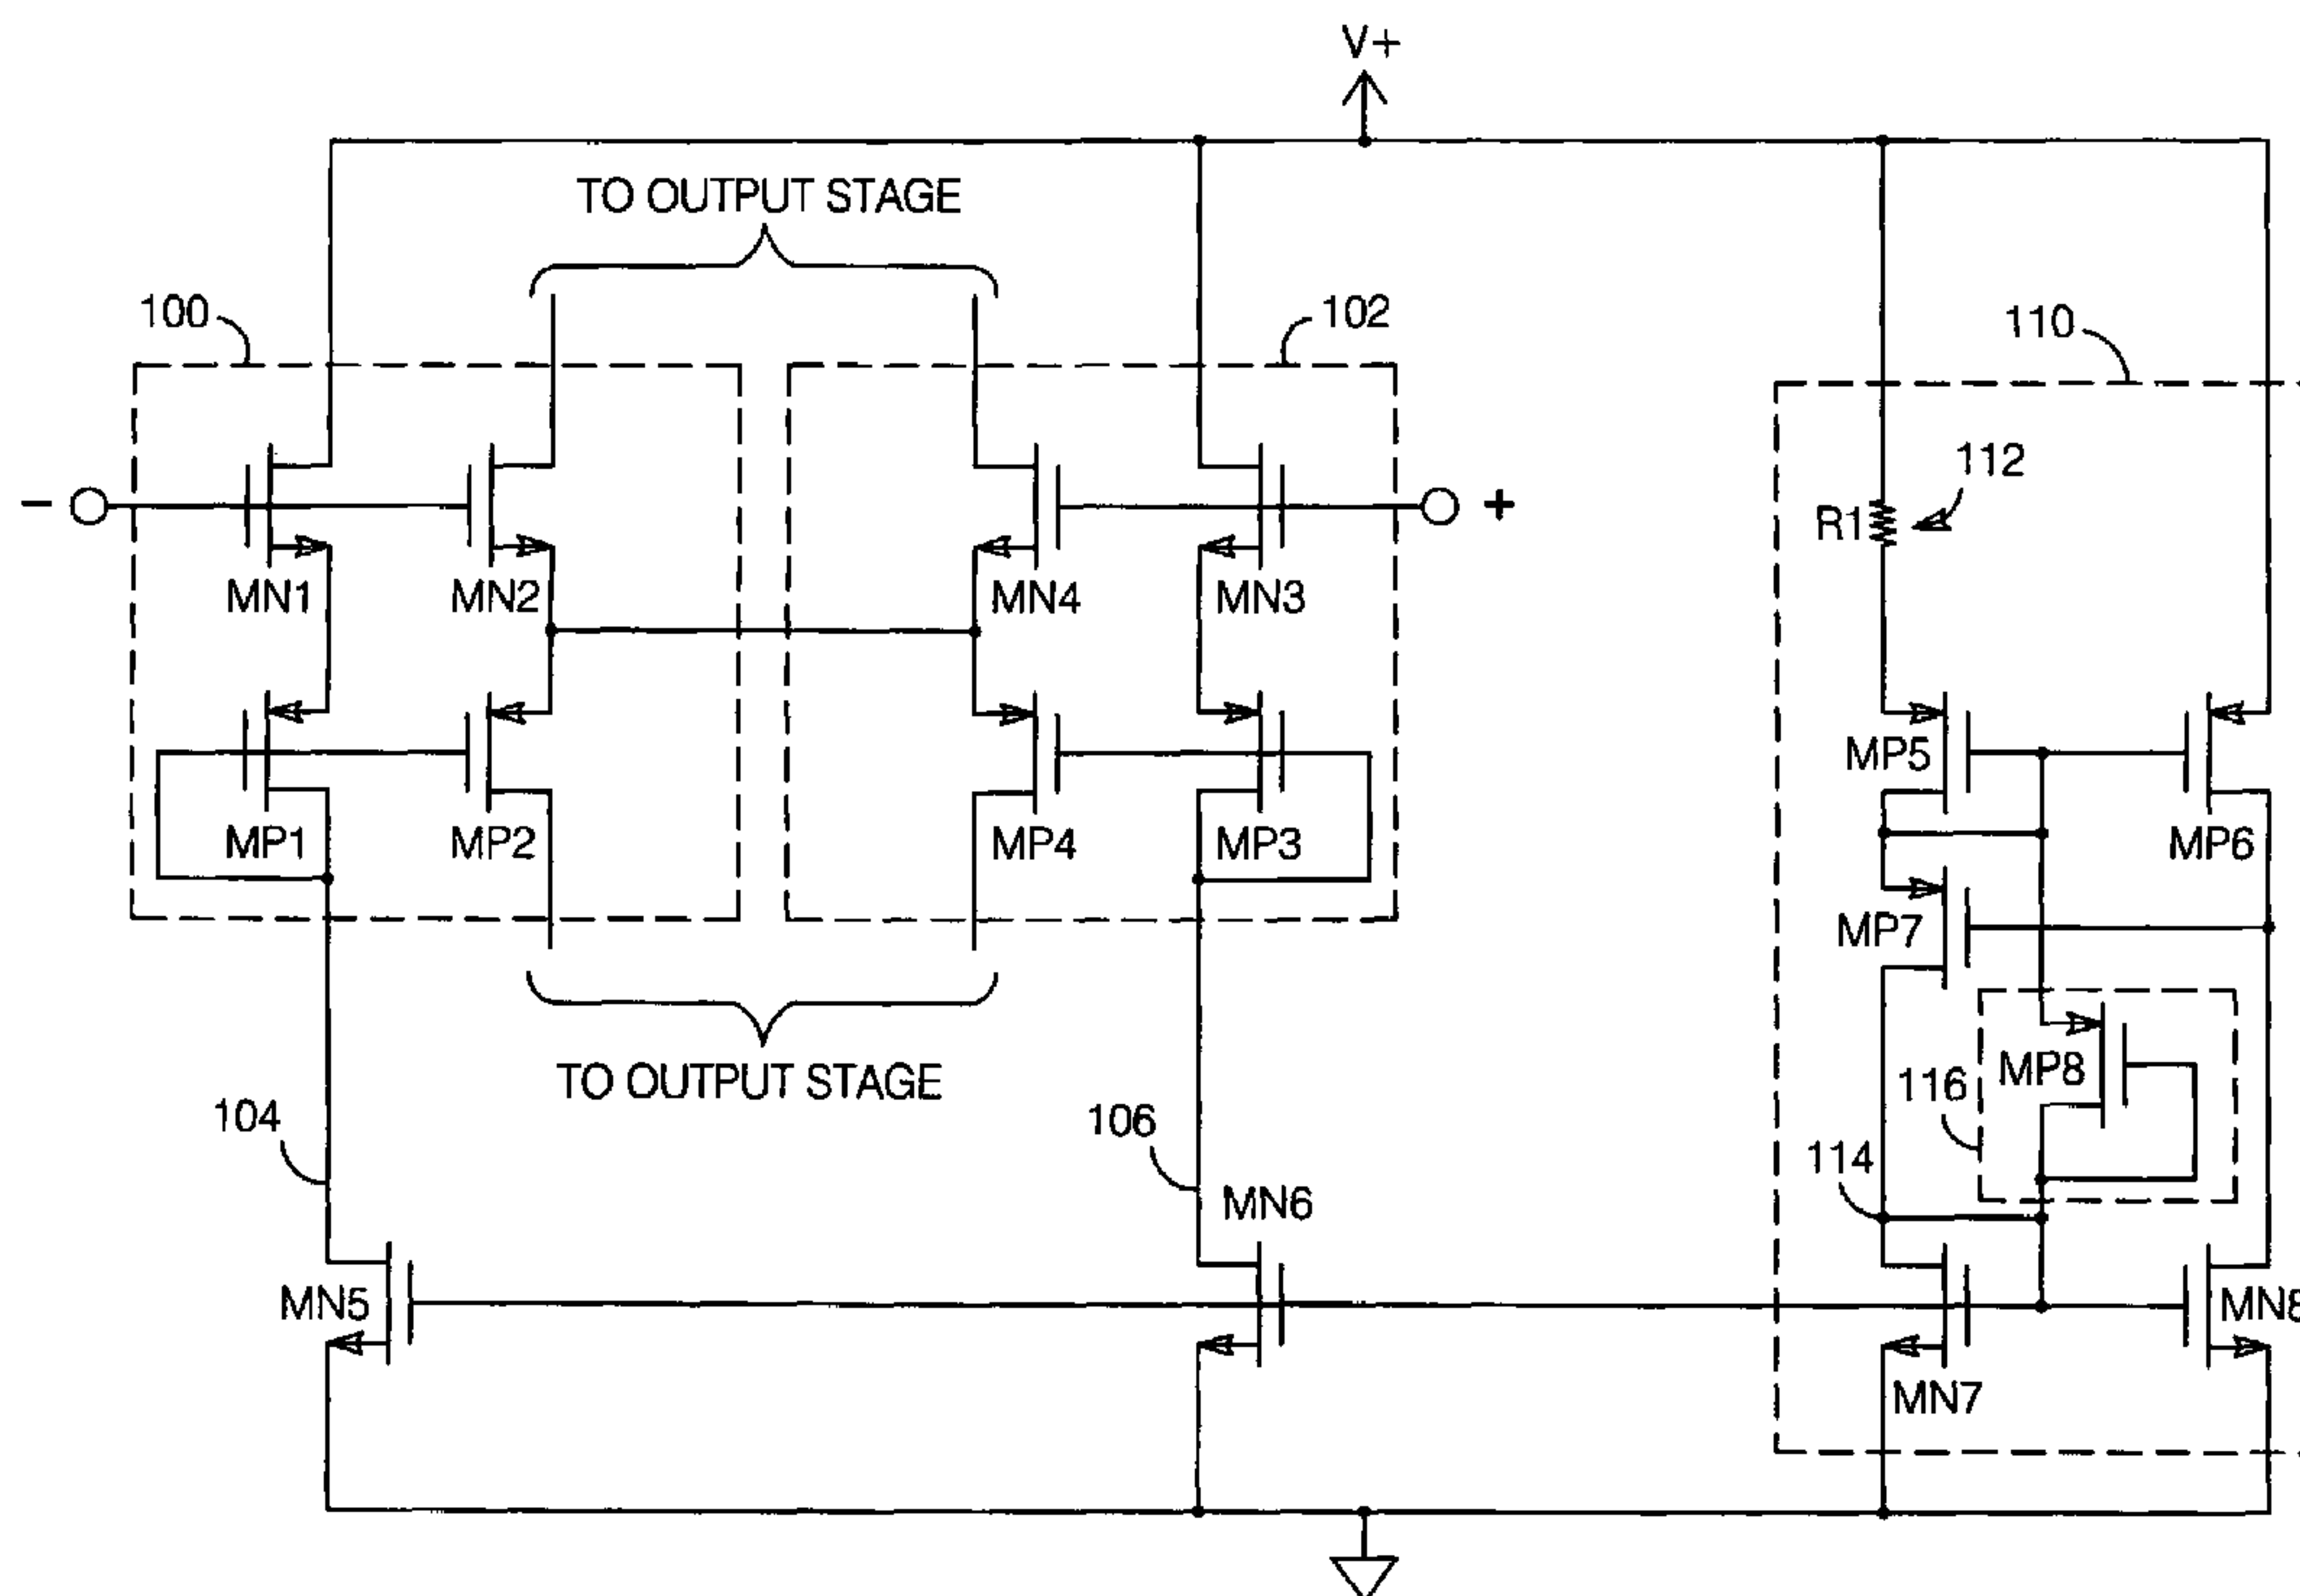 V+
TO OUTPUT STAGE
100
102
110
112
-
+
R1
MN1
MN2
MN4
MN3
MP5
MP6
MP1
MP2
MP4
MP3
MP7
TO OUTPUT STAGE
MP8
116
104
106
114
MN6
MN5
MN8
MN7